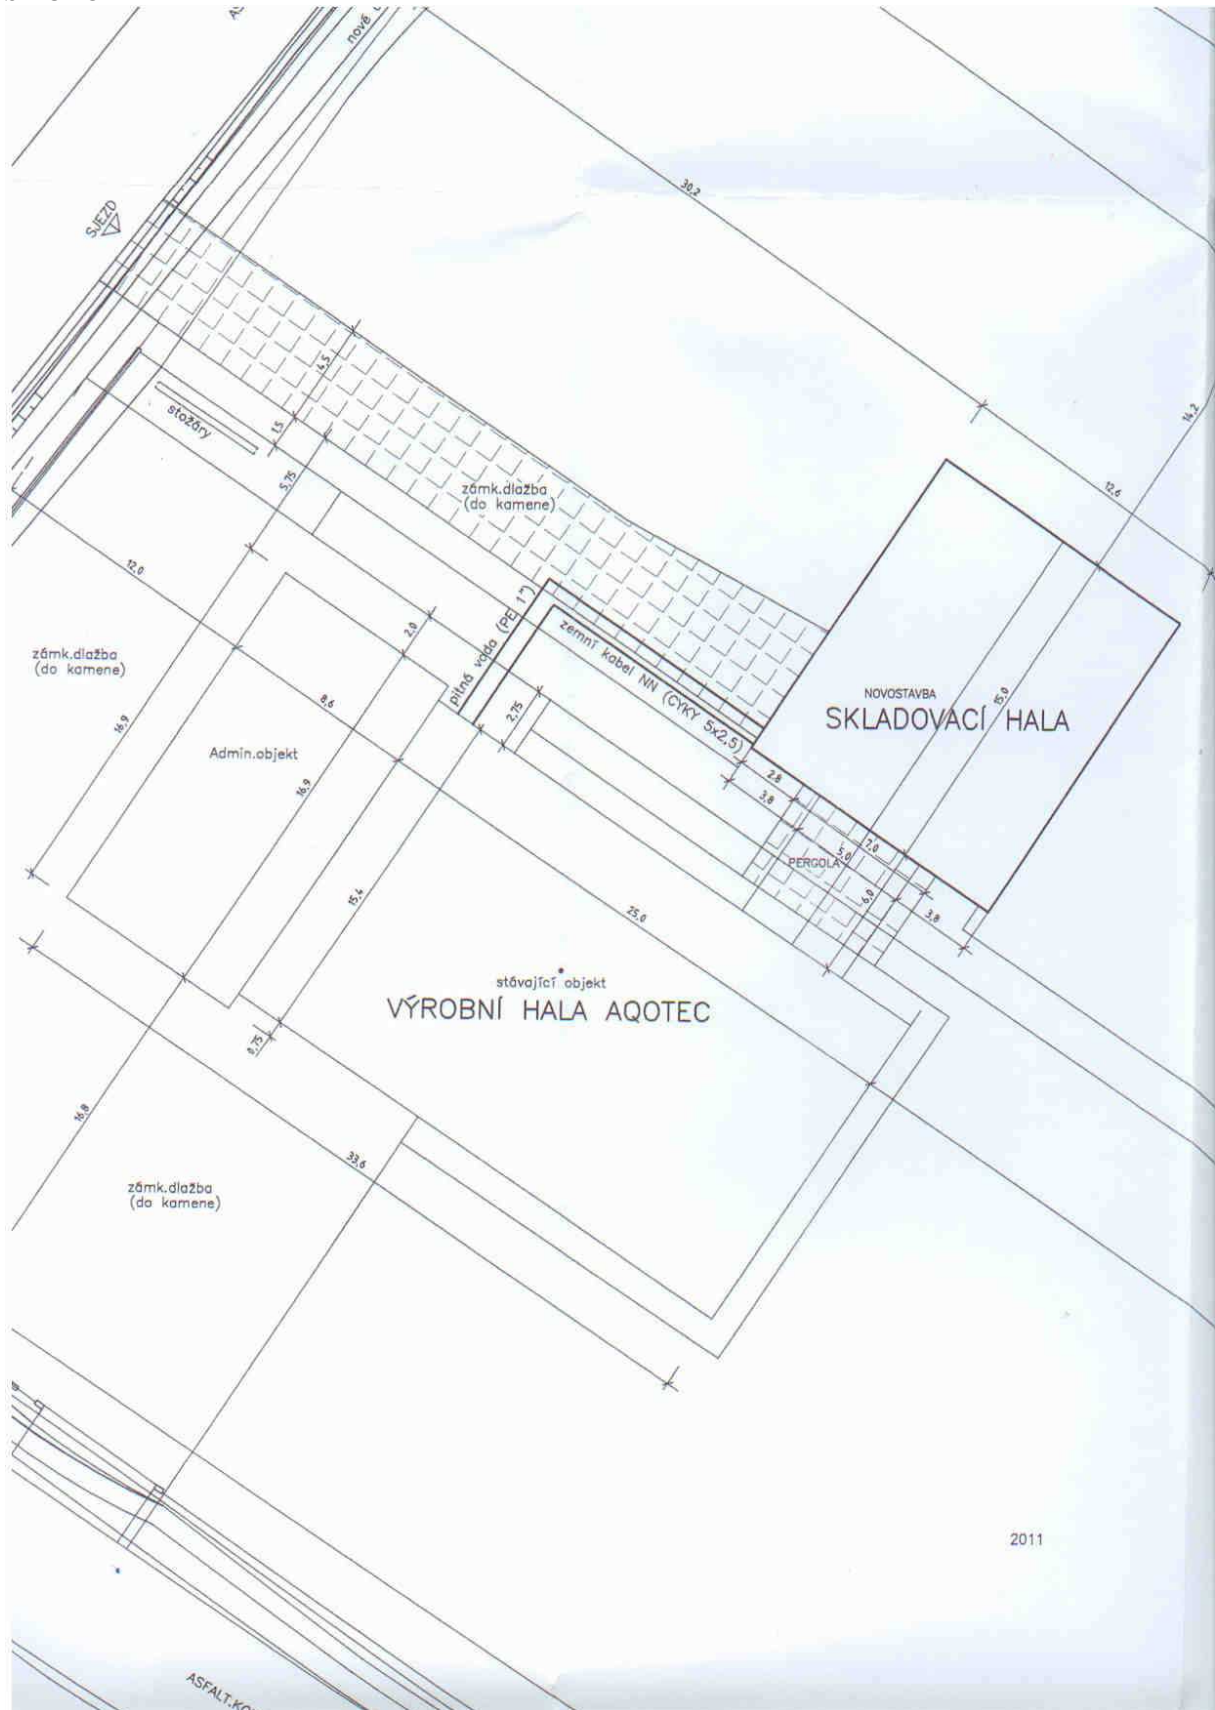 nové
SJEZD
30,2
14,2
4,5
1,5
stožáry
5,75
12,6
zámk.dlažba
(do kamene)
12,0
2,0
pitná voda (PE 1")
zemní kabel NN (CYKY 5x2,5)
zámk.dlažba
(do kamene)
8,6
2,75
NOVOSTAVBA
SKLADOVACÍ HALA
15,0
16,9
Admin.objekt
16,9
2,8
3,8
7,0
5,0
PERGOLA
6,0
3,8
15,4
25,0
stávající objekt
VÝROBNÍ HALA AQOTEC
0,75
16,8
33,6
zámk.dlažba
(do kamene)
2011